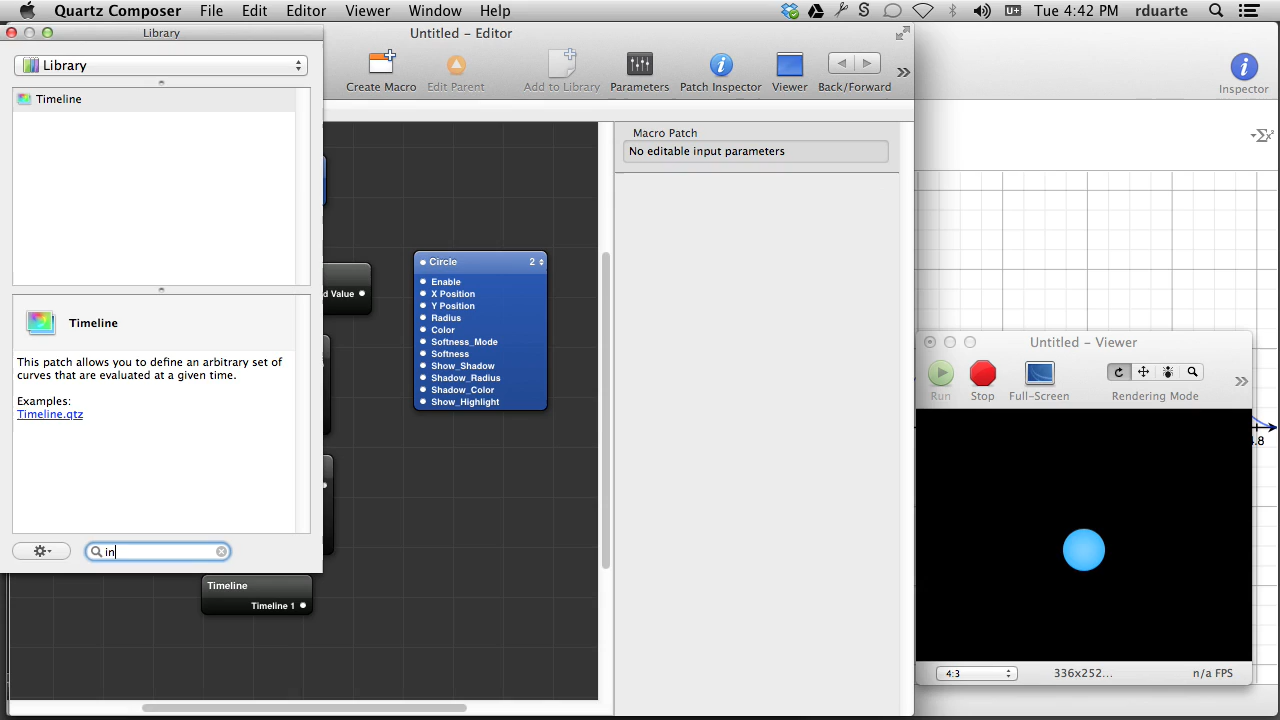 Quartz Composer File Edit Editor Viewer Window Help Tue 4:42 PM rduarte
Library
Library
Timeline
Timeline
This patch allows you to define an arbitrary set of
curves that are evaluated at a given time.
Examples:
Timeline.qtz
in
Untitled – Editor
Create Macro Edit Parent Add to Library Parameters Patch Inspector Viewer Back/Forward
Macro Patch
No editable input parameters
d Value
Circle 2
Enable
X Position
Y Position
Radius
Color
Softness_Mode
Softness
Show_Shadow
Shadow_Radius
Shadow_Color
Show_Highlight
Timeline
Timeline 1
Inspector
Σx²
Untitled – Viewer
Run Stop Full-Screen Rendering Mode
4:3 336x252... n/a FPS